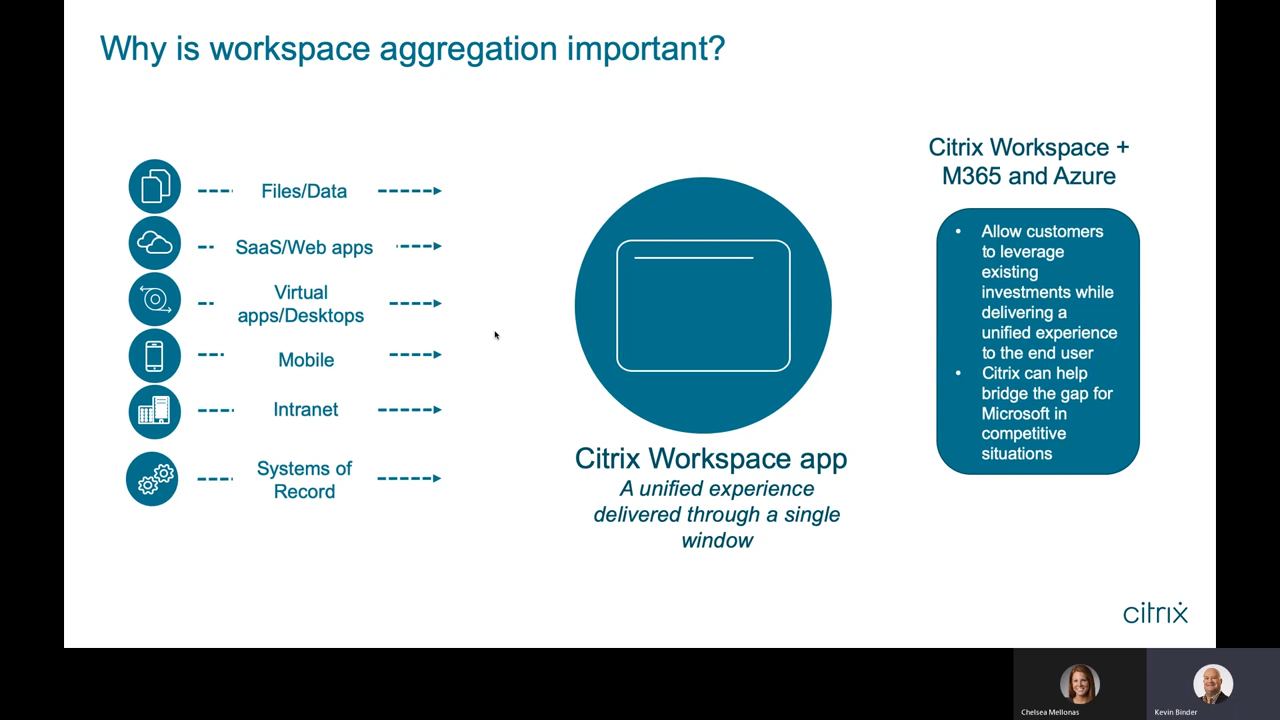 Why is workspace aggregation important?
Files/Data
SaaS/Web apps
Virtual
apps/Desktops
Mobile
Intranet
Systems of
Record
Citrix Workspace app
A unified experience
delivered through a single
window
Citrix Workspace +
M365 and Azure
• Allow customers
to leverage
existing
investments while
delivering a
unified experience
to the end user
• Citrix can help
bridge the gap for
Microsoft in
competitive
situations
citrix
Chelsea Mellonas
Kevin Binder